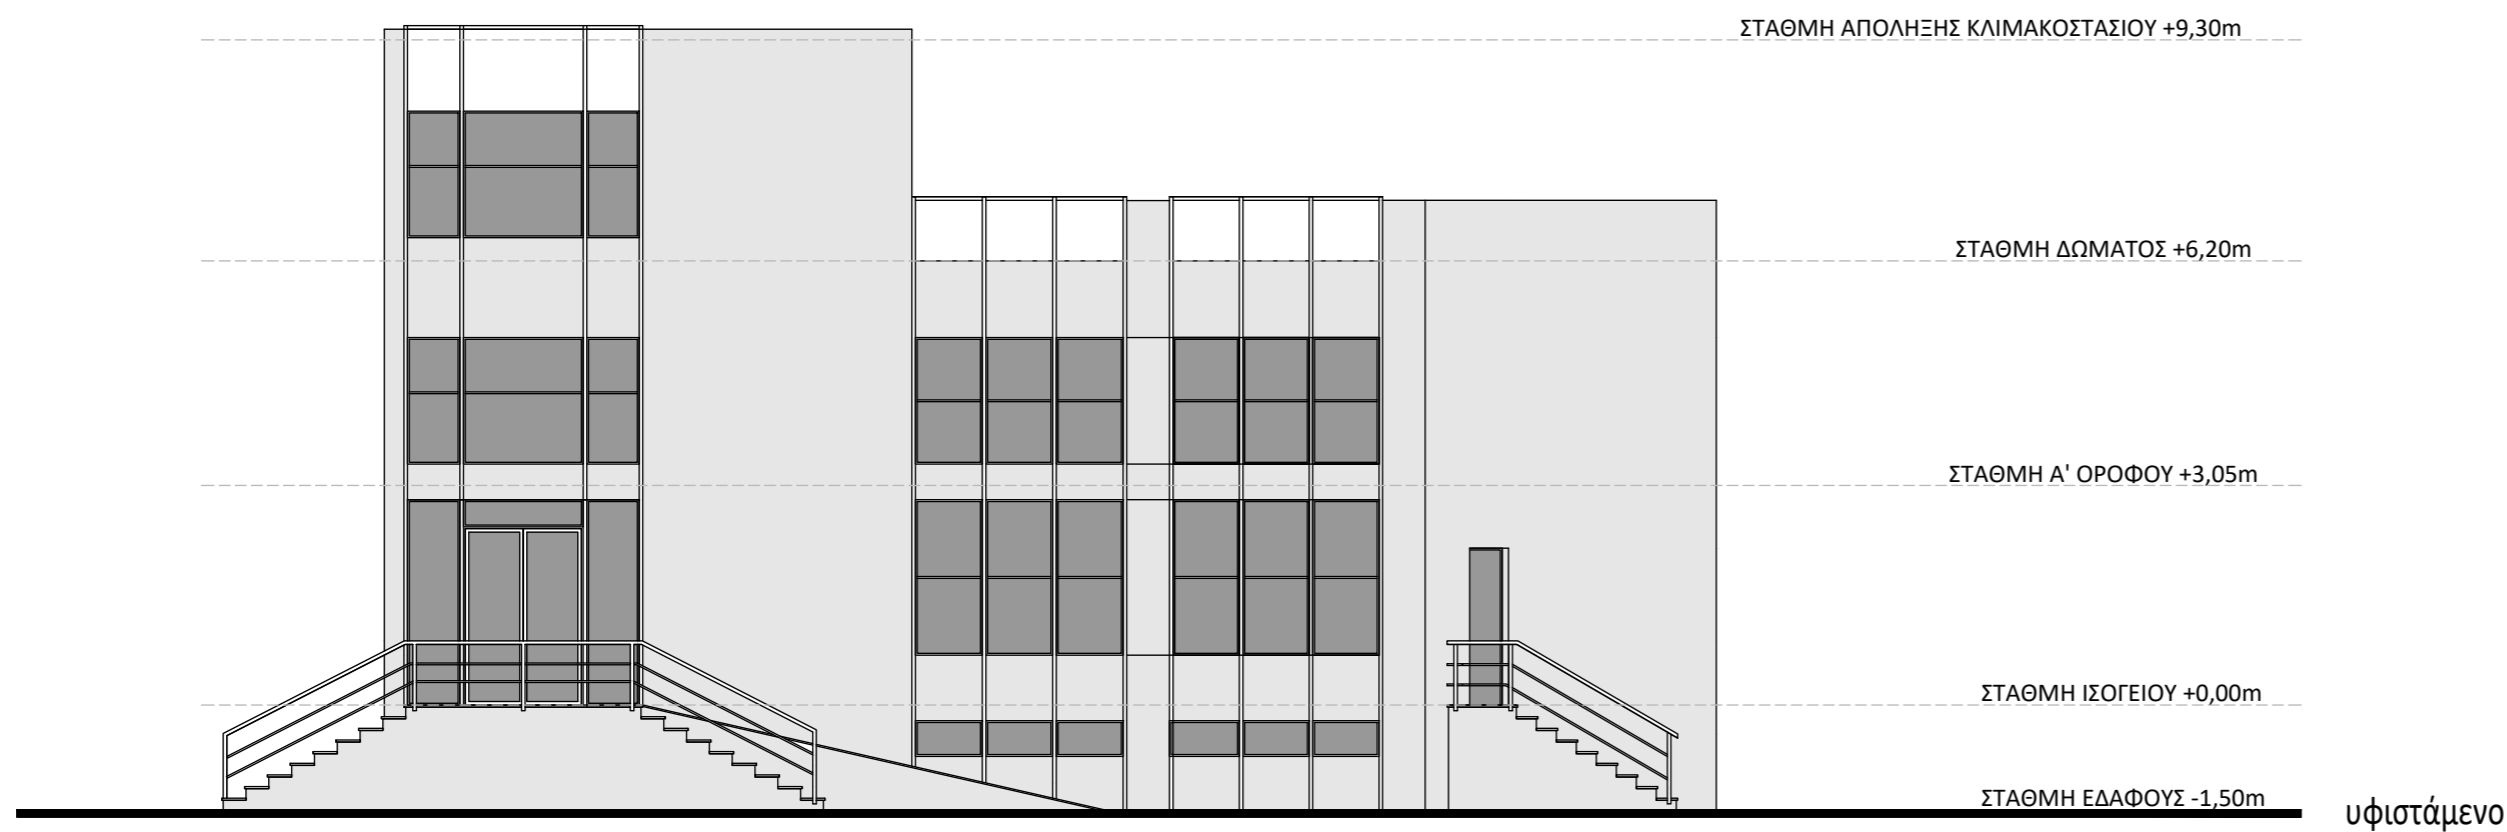 ΣΤΑΘΜΗ ΑΠΟΛΗΞΗΣ ΚΛΙΜΑΚΟΣΤΑΣΙΟΥ +9,30m
ΣΤΑΘΜΗ ΔΩΜΑΤΟΣ +6,20m
ΣΤΑΘΜΗ Α' ΟΡΟΦΟΥ +3,05m
ΣΤΑΘΜΗ ΙΣΟΓΕΙΟΥ +0,00m
ΣΤΑΘΜΗ ΕΔΑΦΟΥΣ -1,50m
υφιστάμενο